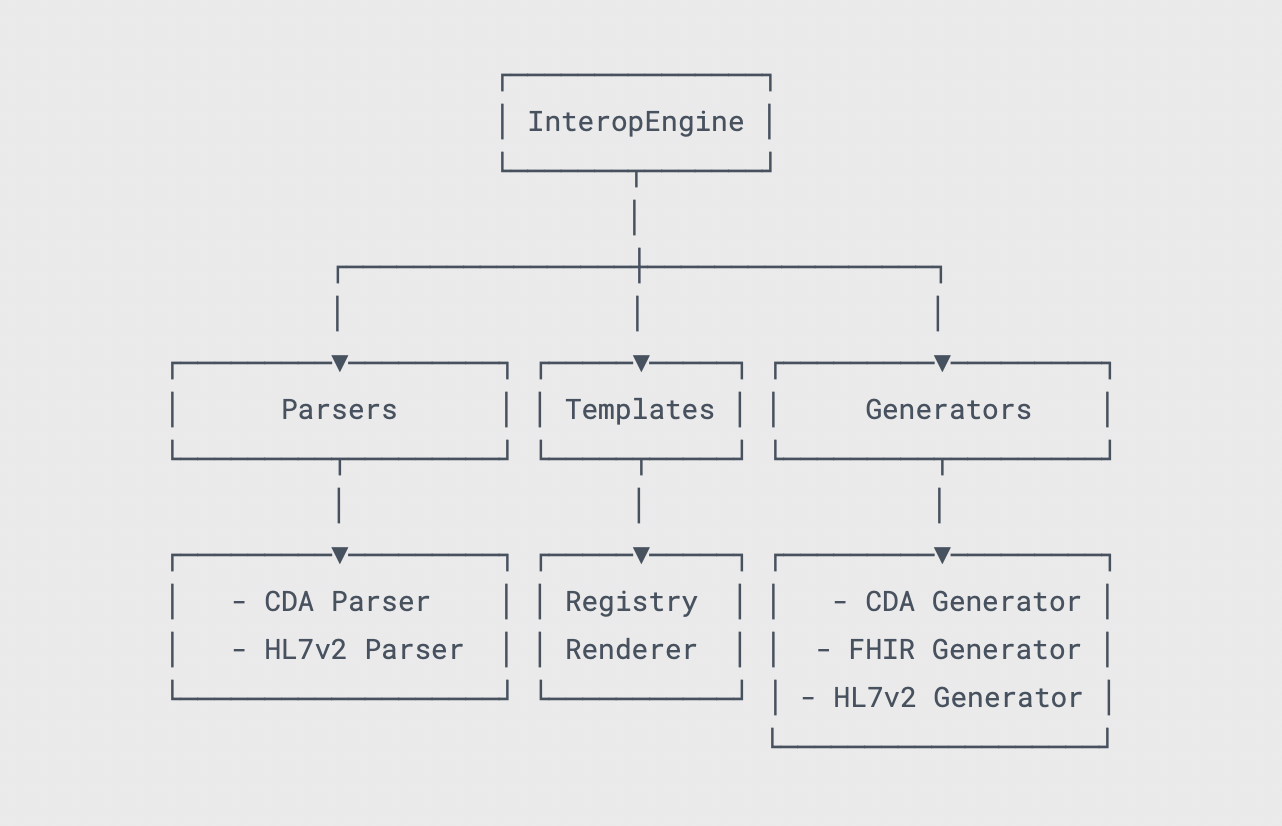 InteropEngine
Parsers
Templates
Generators
- CDA Parser
- HL7v2 Parser
Registry
Renderer
- CDA Generator
- FHIR Generator
- HL7v2 Generator